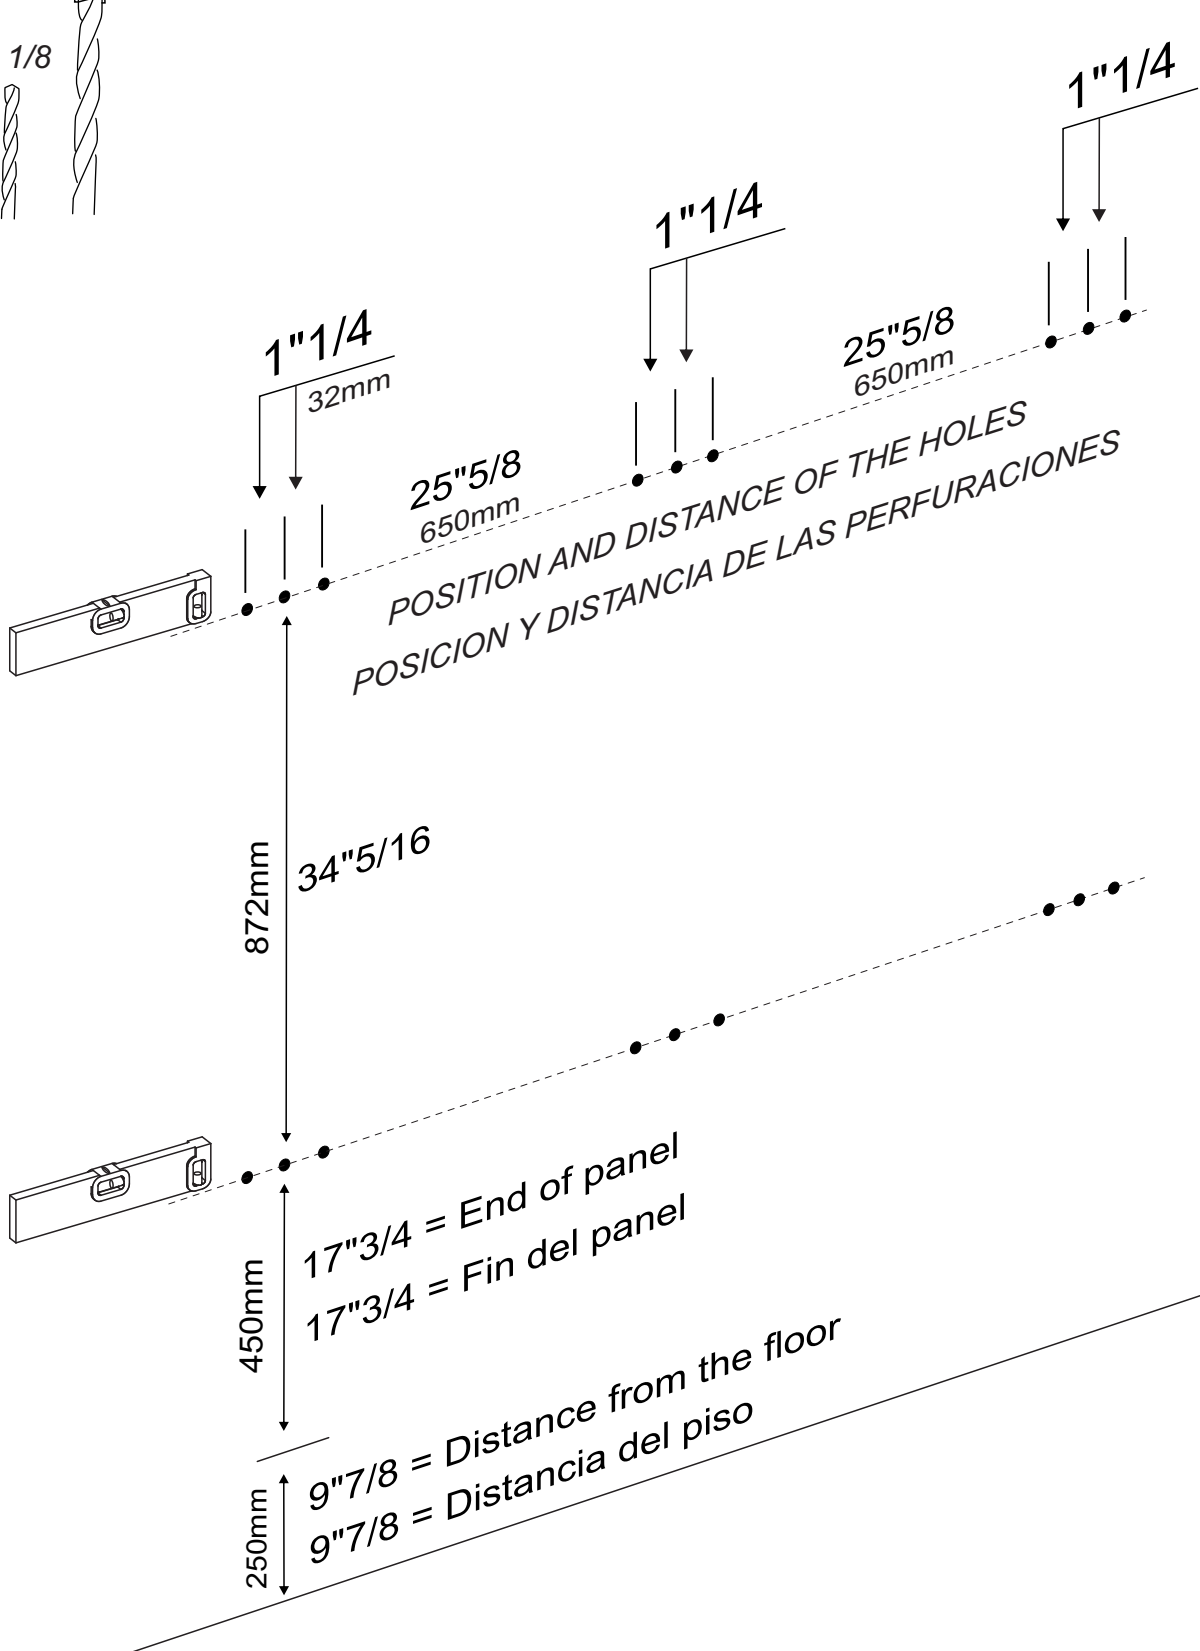 1/8
1"1/4
1"1/4
1"1/4
32mm
25"5/8
650mm
25"5/8
650mm
POSITION AND DISTANCE OF THE HOLES
POSICION Y DISTANCIA DE LAS PERFURACIONES
872mm
34"5/16
17"3/4 = End of panel
17"3/4 = Fin del panel
450mm
9"7/8 = Distance from the floor
9"7/8 = Distancia del piso
250mm